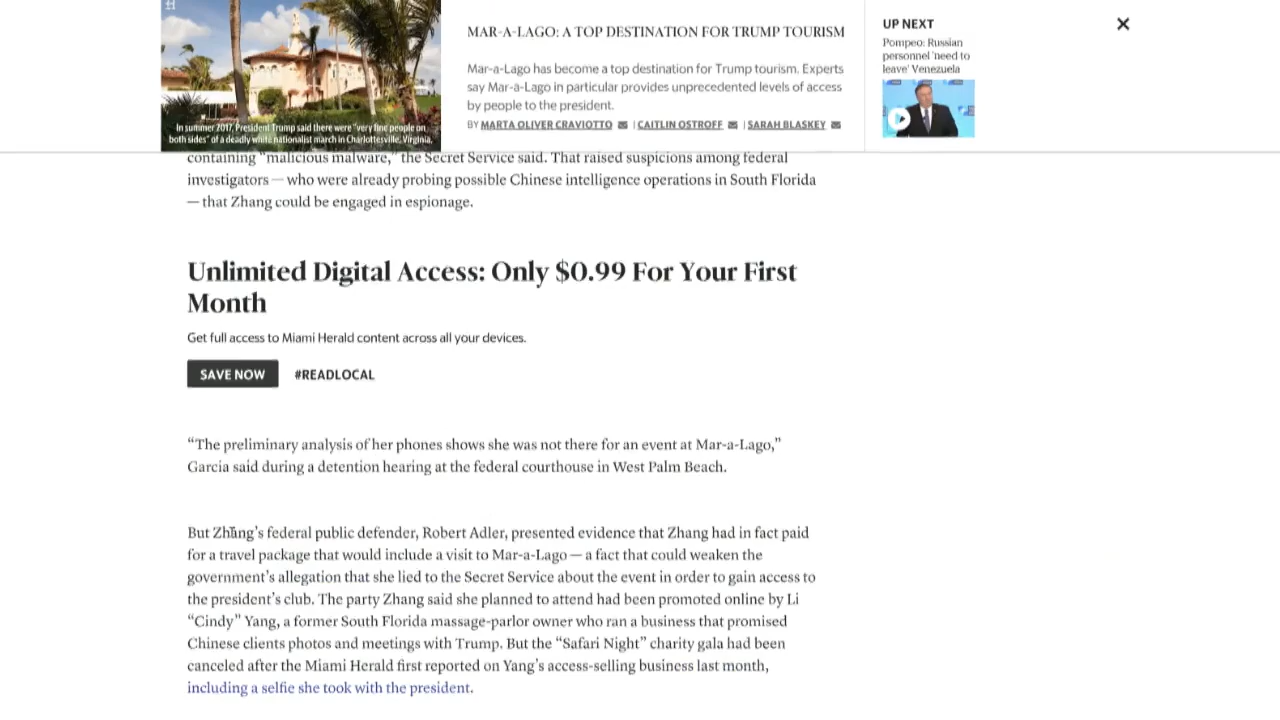 In summer 2017, President Trump said there were "very fine people on
both sides" of a deadly white nationalist march in Charlottesville, Virginia,
MAR-A-LAGO: A TOP DESTINATION FOR TRUMP TOURISM
Mar-a-Lago has become a top destination for Trump tourism. Experts
say Mar-a-Lago in particular provides unprecedented levels of access
by people to the president.
BY MARTA OLIVER CRAVIOTTO | CAITLIN OSTROFF | SARAH BLASKEY
UP NEXT
Pompeo: Russian
personnel 'need to
leave' Venezuela
containing "malicious malware," the Secret Service said. That raised suspicions among federal
investigators — who were already probing possible Chinese intelligence operations in South Florida
— that Zhang could be engaged in espionage.
Unlimited Digital Access: Only $0.99 For Your First
Month
Get full access to Miami Herald content across all your devices.
SAVE NOW #READLOCAL
“The preliminary analysis of her phones shows she was not there for an event at Mar-a-Lago,”
Garcia said during a detention hearing at the federal courthouse in West Palm Beach.
But Zhang’s federal public defender, Robert Adler, presented evidence that Zhang had in fact paid
for a travel package that would include a visit to Mar-a-Lago — a fact that could weaken the
government’s allegation that she lied to the Secret Service about the event in order to gain access to
the president’s club. The party Zhang said she planned to attend had been promoted online by Li
“Cindy” Yang, a former South Florida massage-parlor owner who ran a business that promised
Chinese clients photos and meetings with Trump. But the “Safari Night” charity gala had been
canceled after the Miami Herald first reported on Yang’s access-selling business last month,
including a selfie she took with the president.